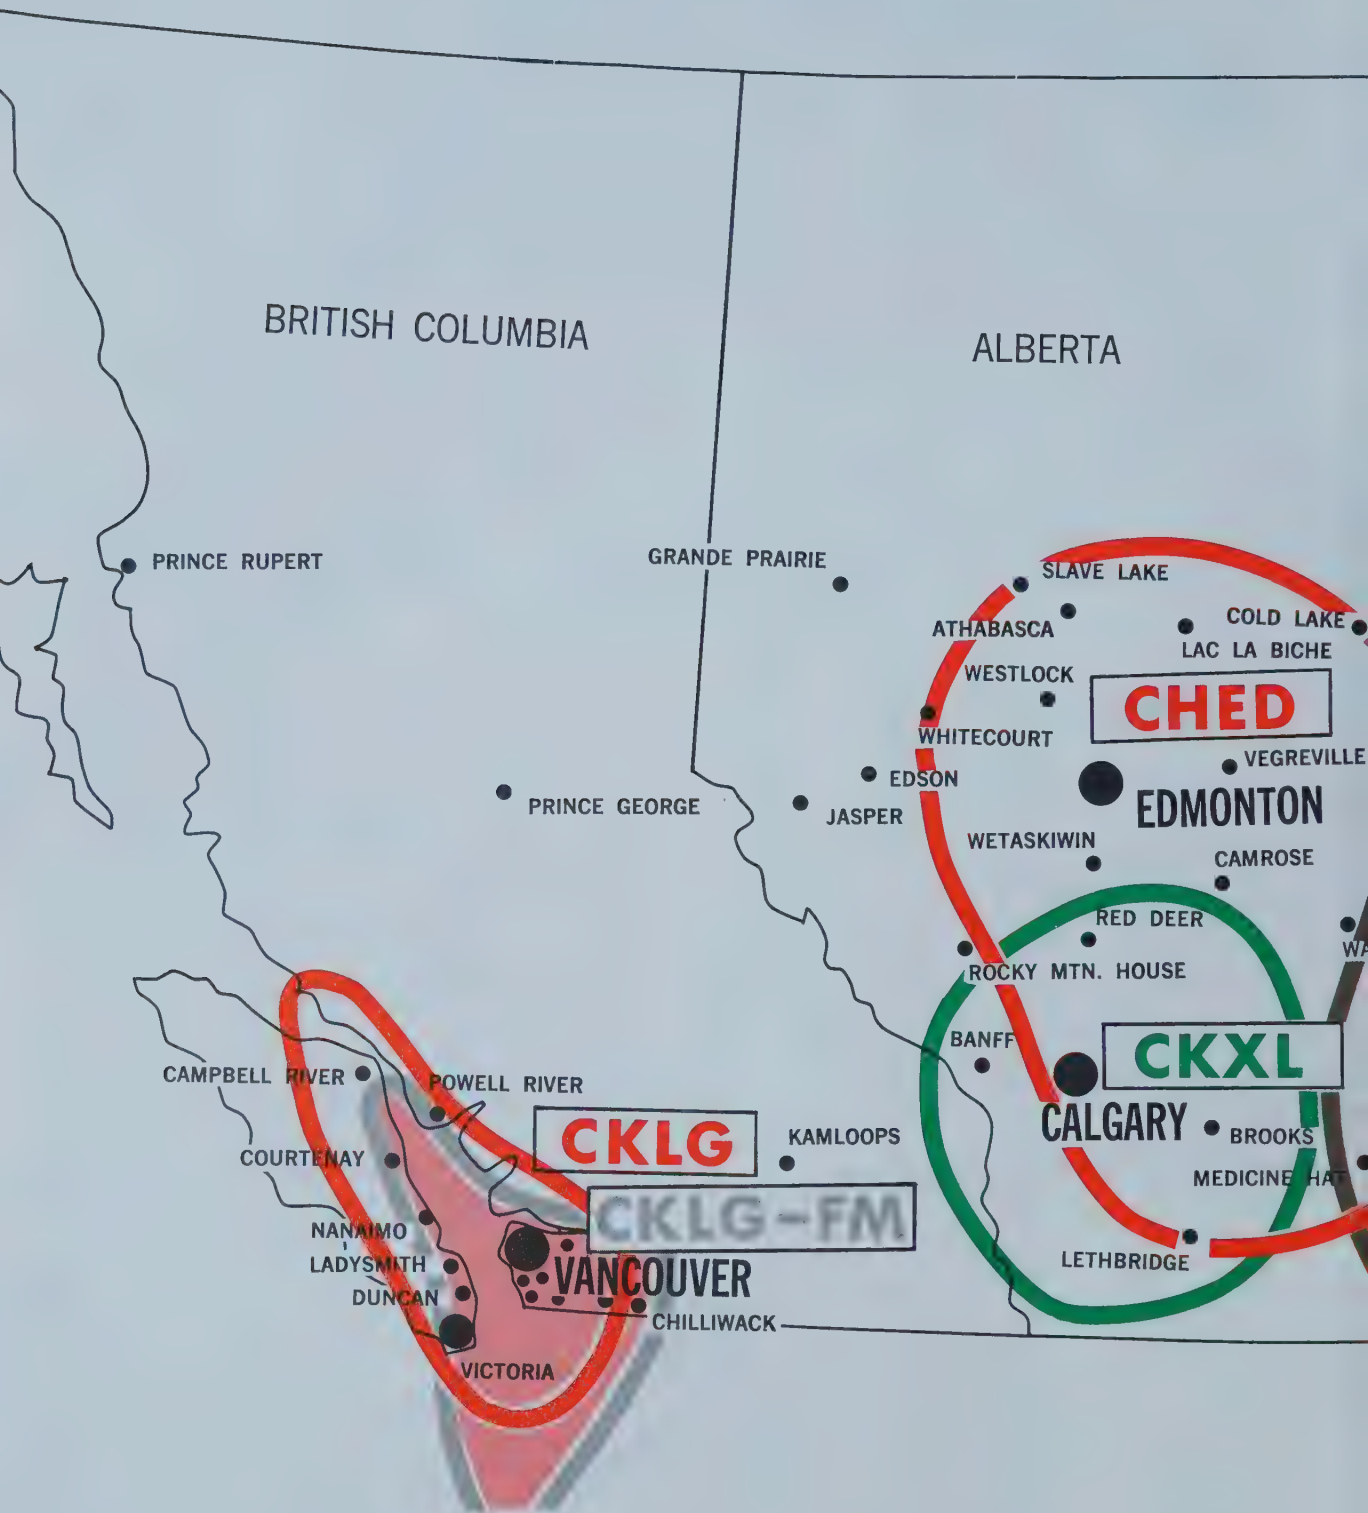 BRITISH COLUMBIA
ALBERTA
PRINCE RUPERT
GRANDE PRAIRIE
SLAVE LAKE
COLD LAKE
ATHABASCA
LAC LA BICHE
WESTLOCK
CHED
WHITECOURT
VEGREVILLE
EDSON
PRINCE GEORGE
JASPER
EDMONTON
WETASKIWIN
CAMROSE
RED DEER
ROCKY MTN. HOUSE
BANFF
CKXL
CAMPBELL RIVER
POWELL RIVER
CALGARY
CKLG
KAMLOOPS
BROOKS
COURTENAY
MEDICINE HAT
CKLG-FM
NANAIMO
LADYSMITH
LETHBRIDGE
VANCOUVER
DUNCAN
CHILLIWACK
VICTORIA